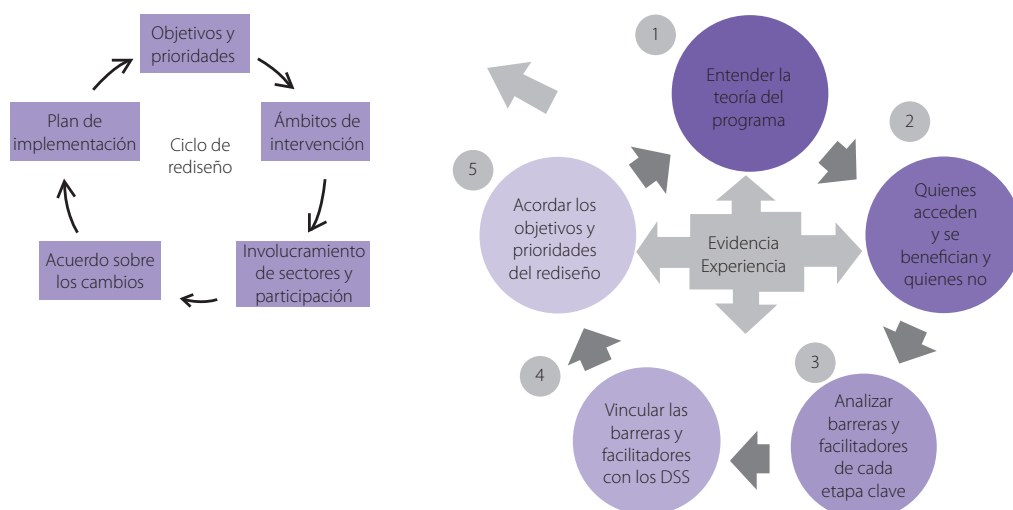 Objetivos y
prioridades
Ámbitos de
intervención
Involucramiento
de sectores y
participación
Acuerdo sobre
los cambios
Plan de
implementación
Ciclo de
rediseño
1
Entender la
teoría del
programa
2
Quienes
acceden
y se
benefician y
quienes no
3
Analizar
barreras y
facilitadores
de cada
etapa clave
4
Vincular las
barreras y
facilitadores
con los DSS
5
Acordar los
objetivos y
prioridades
del rediseño
Evidencia
Experiencia